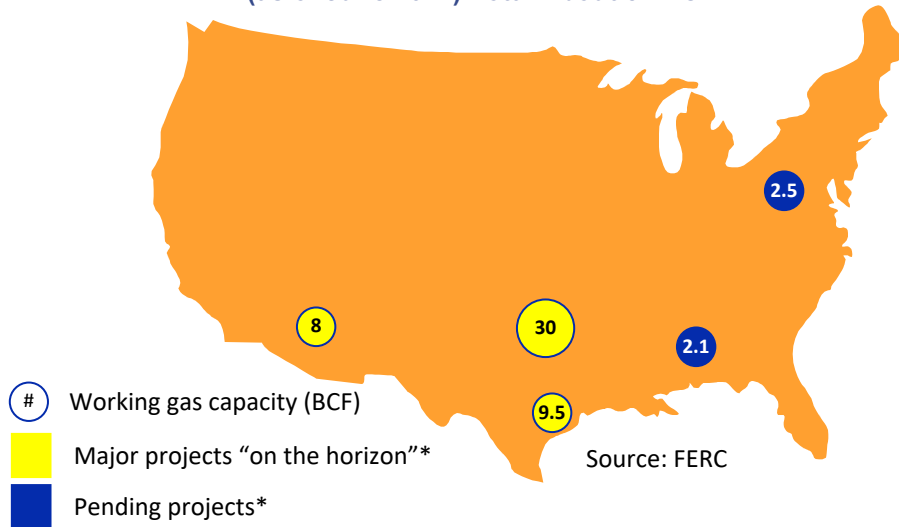 2.5
8
30
2.1
9.5
# Working gas capacity (BCF)
Major projects “on the horizon”*
Source: FERC
Pending projects*